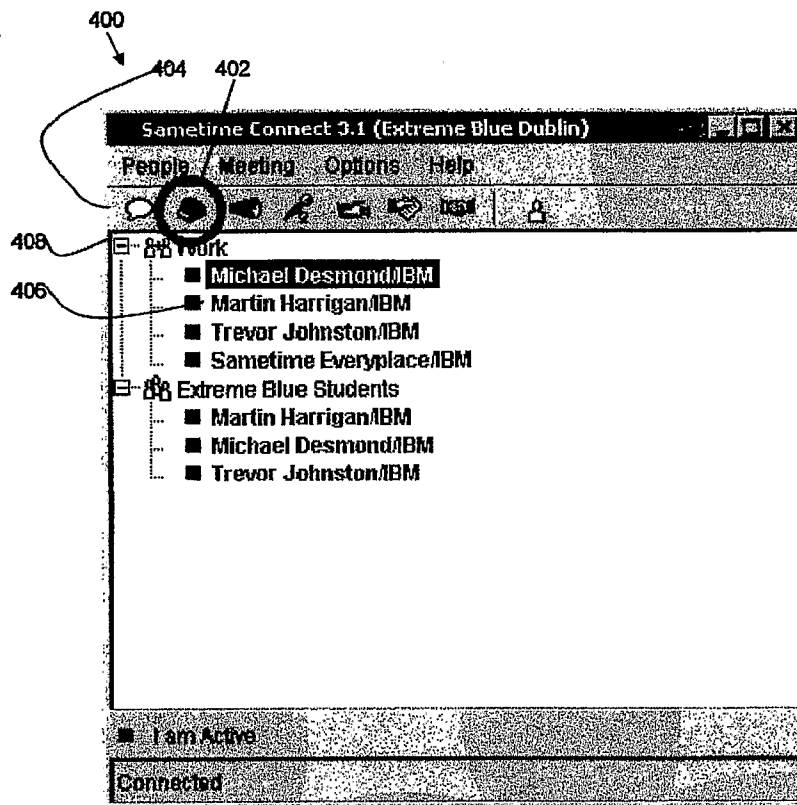 400
404 402
Sametime Connect 3.1 (Extreme Blue Dublin)
People Meeting Options Help
408
Work
Michael Desmond/IBM
406
Martin Harrigan/IBM
Trevor Johnston/IBM
Sametime Everyplace/IBM
Extreme Blue Students
Martin Harrigan/IBM
Michael Desmond/IBM
Trevor Johnston/IBM
I am Active
Connected